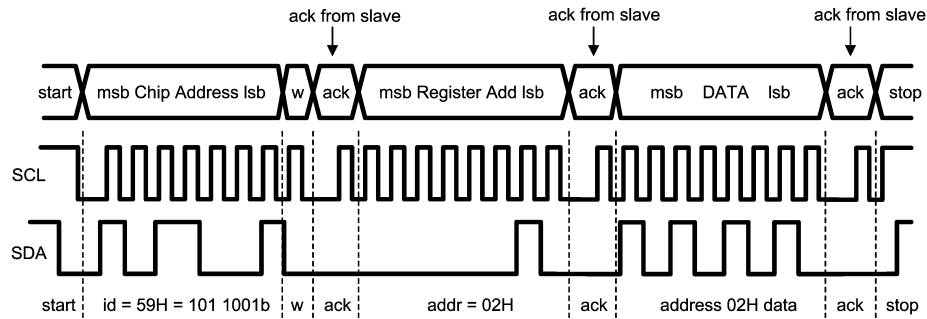 ack from slave ack from slave ack from slave
start msb Chip Address lsb w ack msb Register Add lsb ack msb DATA lsb ack stop
SCL
SDA
start id = 59H = 101 1001b w ack addr = 02H ack address 02H data ack stop